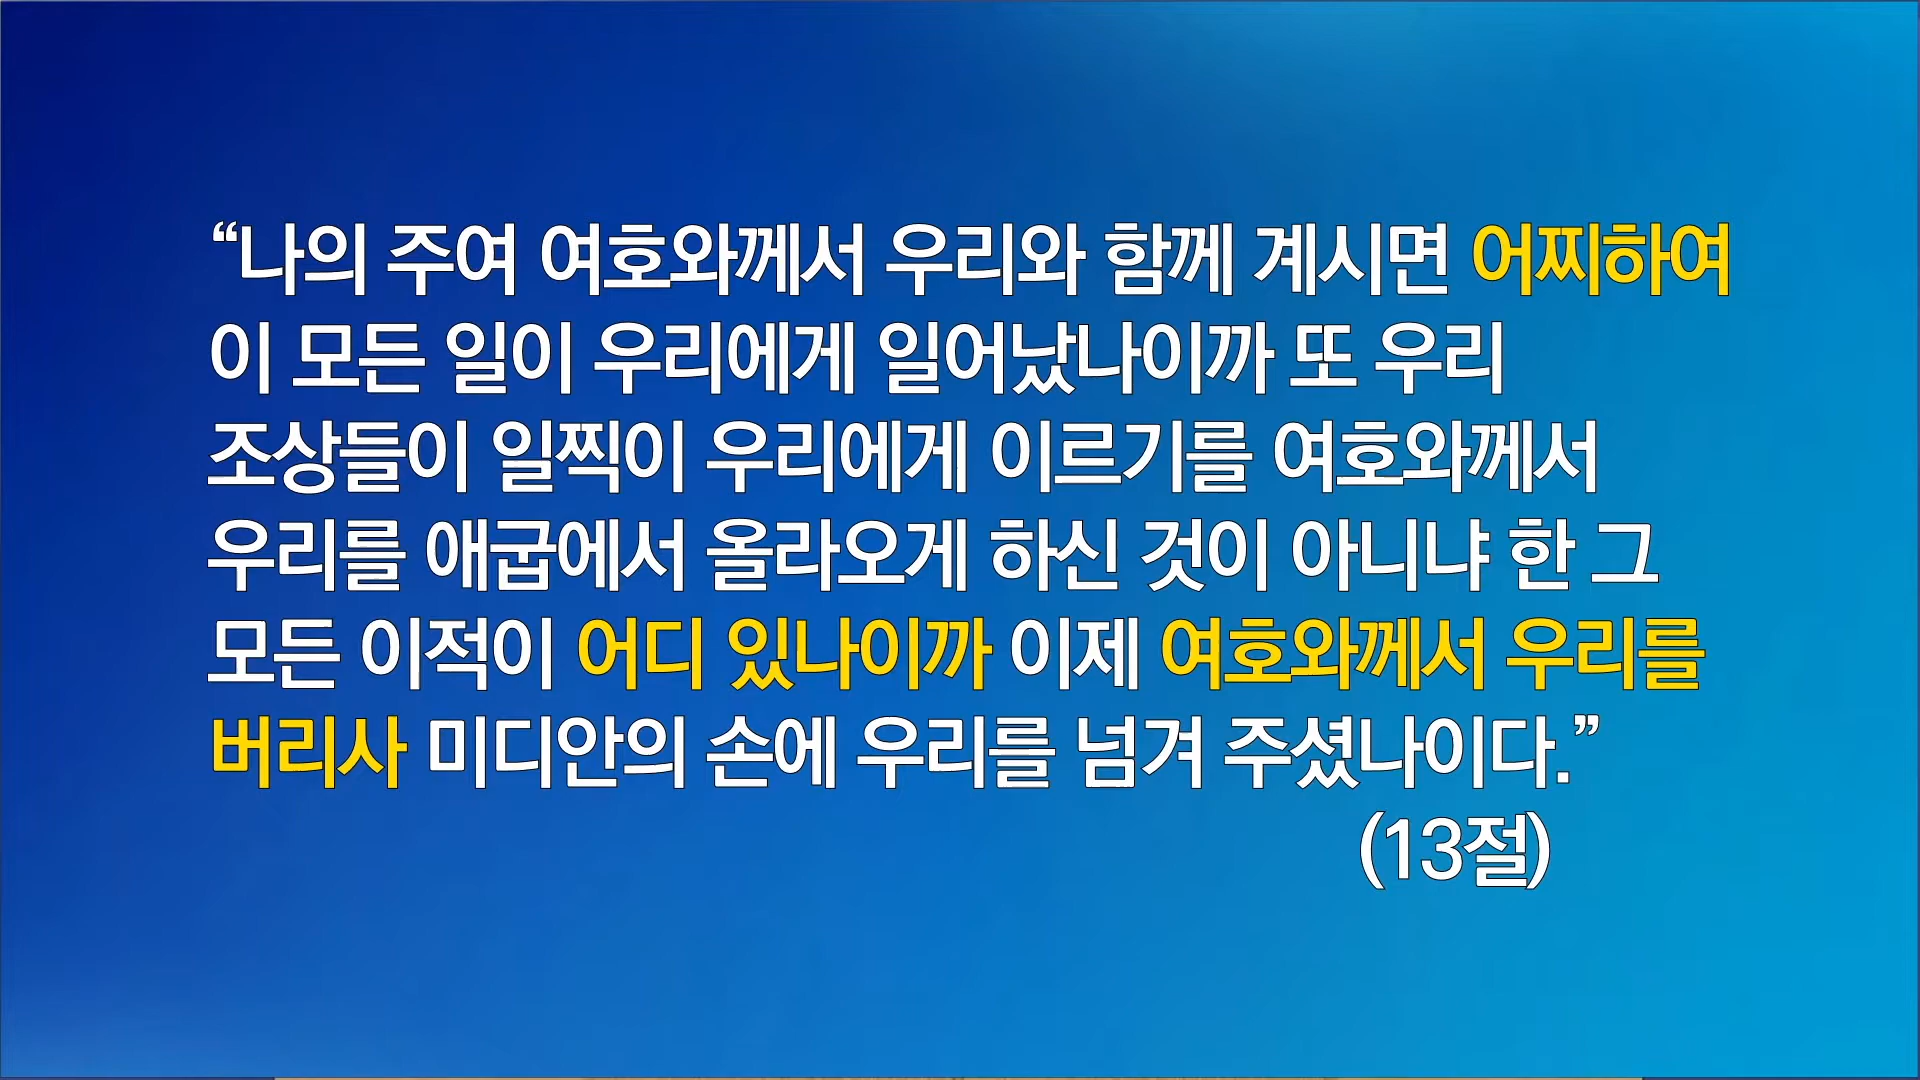 “나의 주여 여호와께서 우리와 함께 계시면 어찌하여
이 모든 일이 우리에게 일어났나이까 또 우리
조상들이 일찍이 우리에게 이르기를 여호와께서
우리를 애굽에서 올라오게 하신 것이 아니냐 한 그
모든 이적이 어디 있나이까 이제 여호와께서 우리를
버리사 미디안의 손에 우리를 넘겨 주셨나이다.”
(13절)